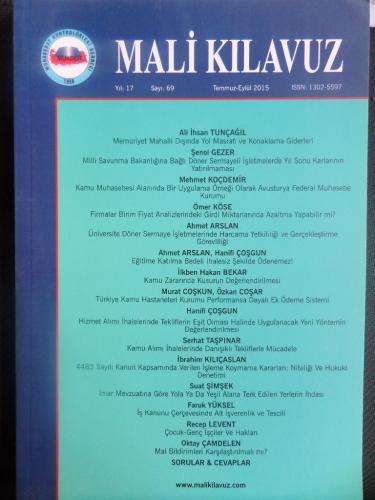 MUHASEBAT KONTROLÖRLERİ DERNEĞİ
1996
MALİ KILAVUZ
Yıl: 17 Sayı: 69 Temmuz-Eylül 2015 ISSN: 1302-5597
Ali İhsan TUNÇAĞIL
Memuriyet Mahalli Dışında Yol Masrafı ve Konaklama Giderleri
Şenol GEZER
Milli Savunma Bakanlığına Bağlı Döner Sermayeli İşletmelerde Yıl Sonu Karlarının
Yatırılmaması
Mehmet KOÇDEMİR
Kamu Muhasebesi Alanında Bir Uygulama Örneği Olarak Avusturya Federal Muhasebe
Kurumu
Ömer KÖSE
Firmalar Birim Fiyat Analizlerindeki Girdi Miktarlarında Azaltma Yapabilir mi?
Ahmet ARSLAN
Üniversite Döner Sermaye İşletmelerinde Harcama Yetkililiği ve Gerçekleştirme
Görevliliği
Ahmet ARSLAN, Hanifi ÇOŞGUN
Eğitime Katılma Bedeli İhalesiz Şekilde Ödenemez!
İlkben Hakan BEKAR
Kamu Zararında Kusurun Değerlendirilmesi
Murat COŞKUN, Özkan COŞAR
Türkiye Kamu Hastaneleri Kurumu Performansa Dayalı Ek Ödeme Sistemi
Hanifi ÇOŞGUN
Hizmet Alımı İhalelerinde Tekliflerin Eşit Olması Halinde Uygulanacak Yeni Yöntemin
Değerlendirilmesi
Serhat TAŞPINAR
Kamu Alımı İhalelerinde Danışıklı Tekliflerle Mücadele
İbrahim KILIÇASLAN
4483 Sayılı Kanun Kapsamında Verilen İşleme Koymama Kararları; Niteliği Ve Hukuki
Denetimi
Suat ŞİMŞEK
İmar Mevzuatına Göre Yola Ya Da Yeşil Alana Terk Edilen Yerlerin İhdası
Faruk YÜKSEL
İş Kanunu Çerçevesinde Alt İşverenlik ve Tescili
Recep LEVENT
Çocuk-Genç İşçiler Ve Hakları
Oktay ÇAMDELEN
Mal Bildirimleri Karşılaştırılmalı mı?
SORULAR & CEVAPLAR
www.malikilavuz.com